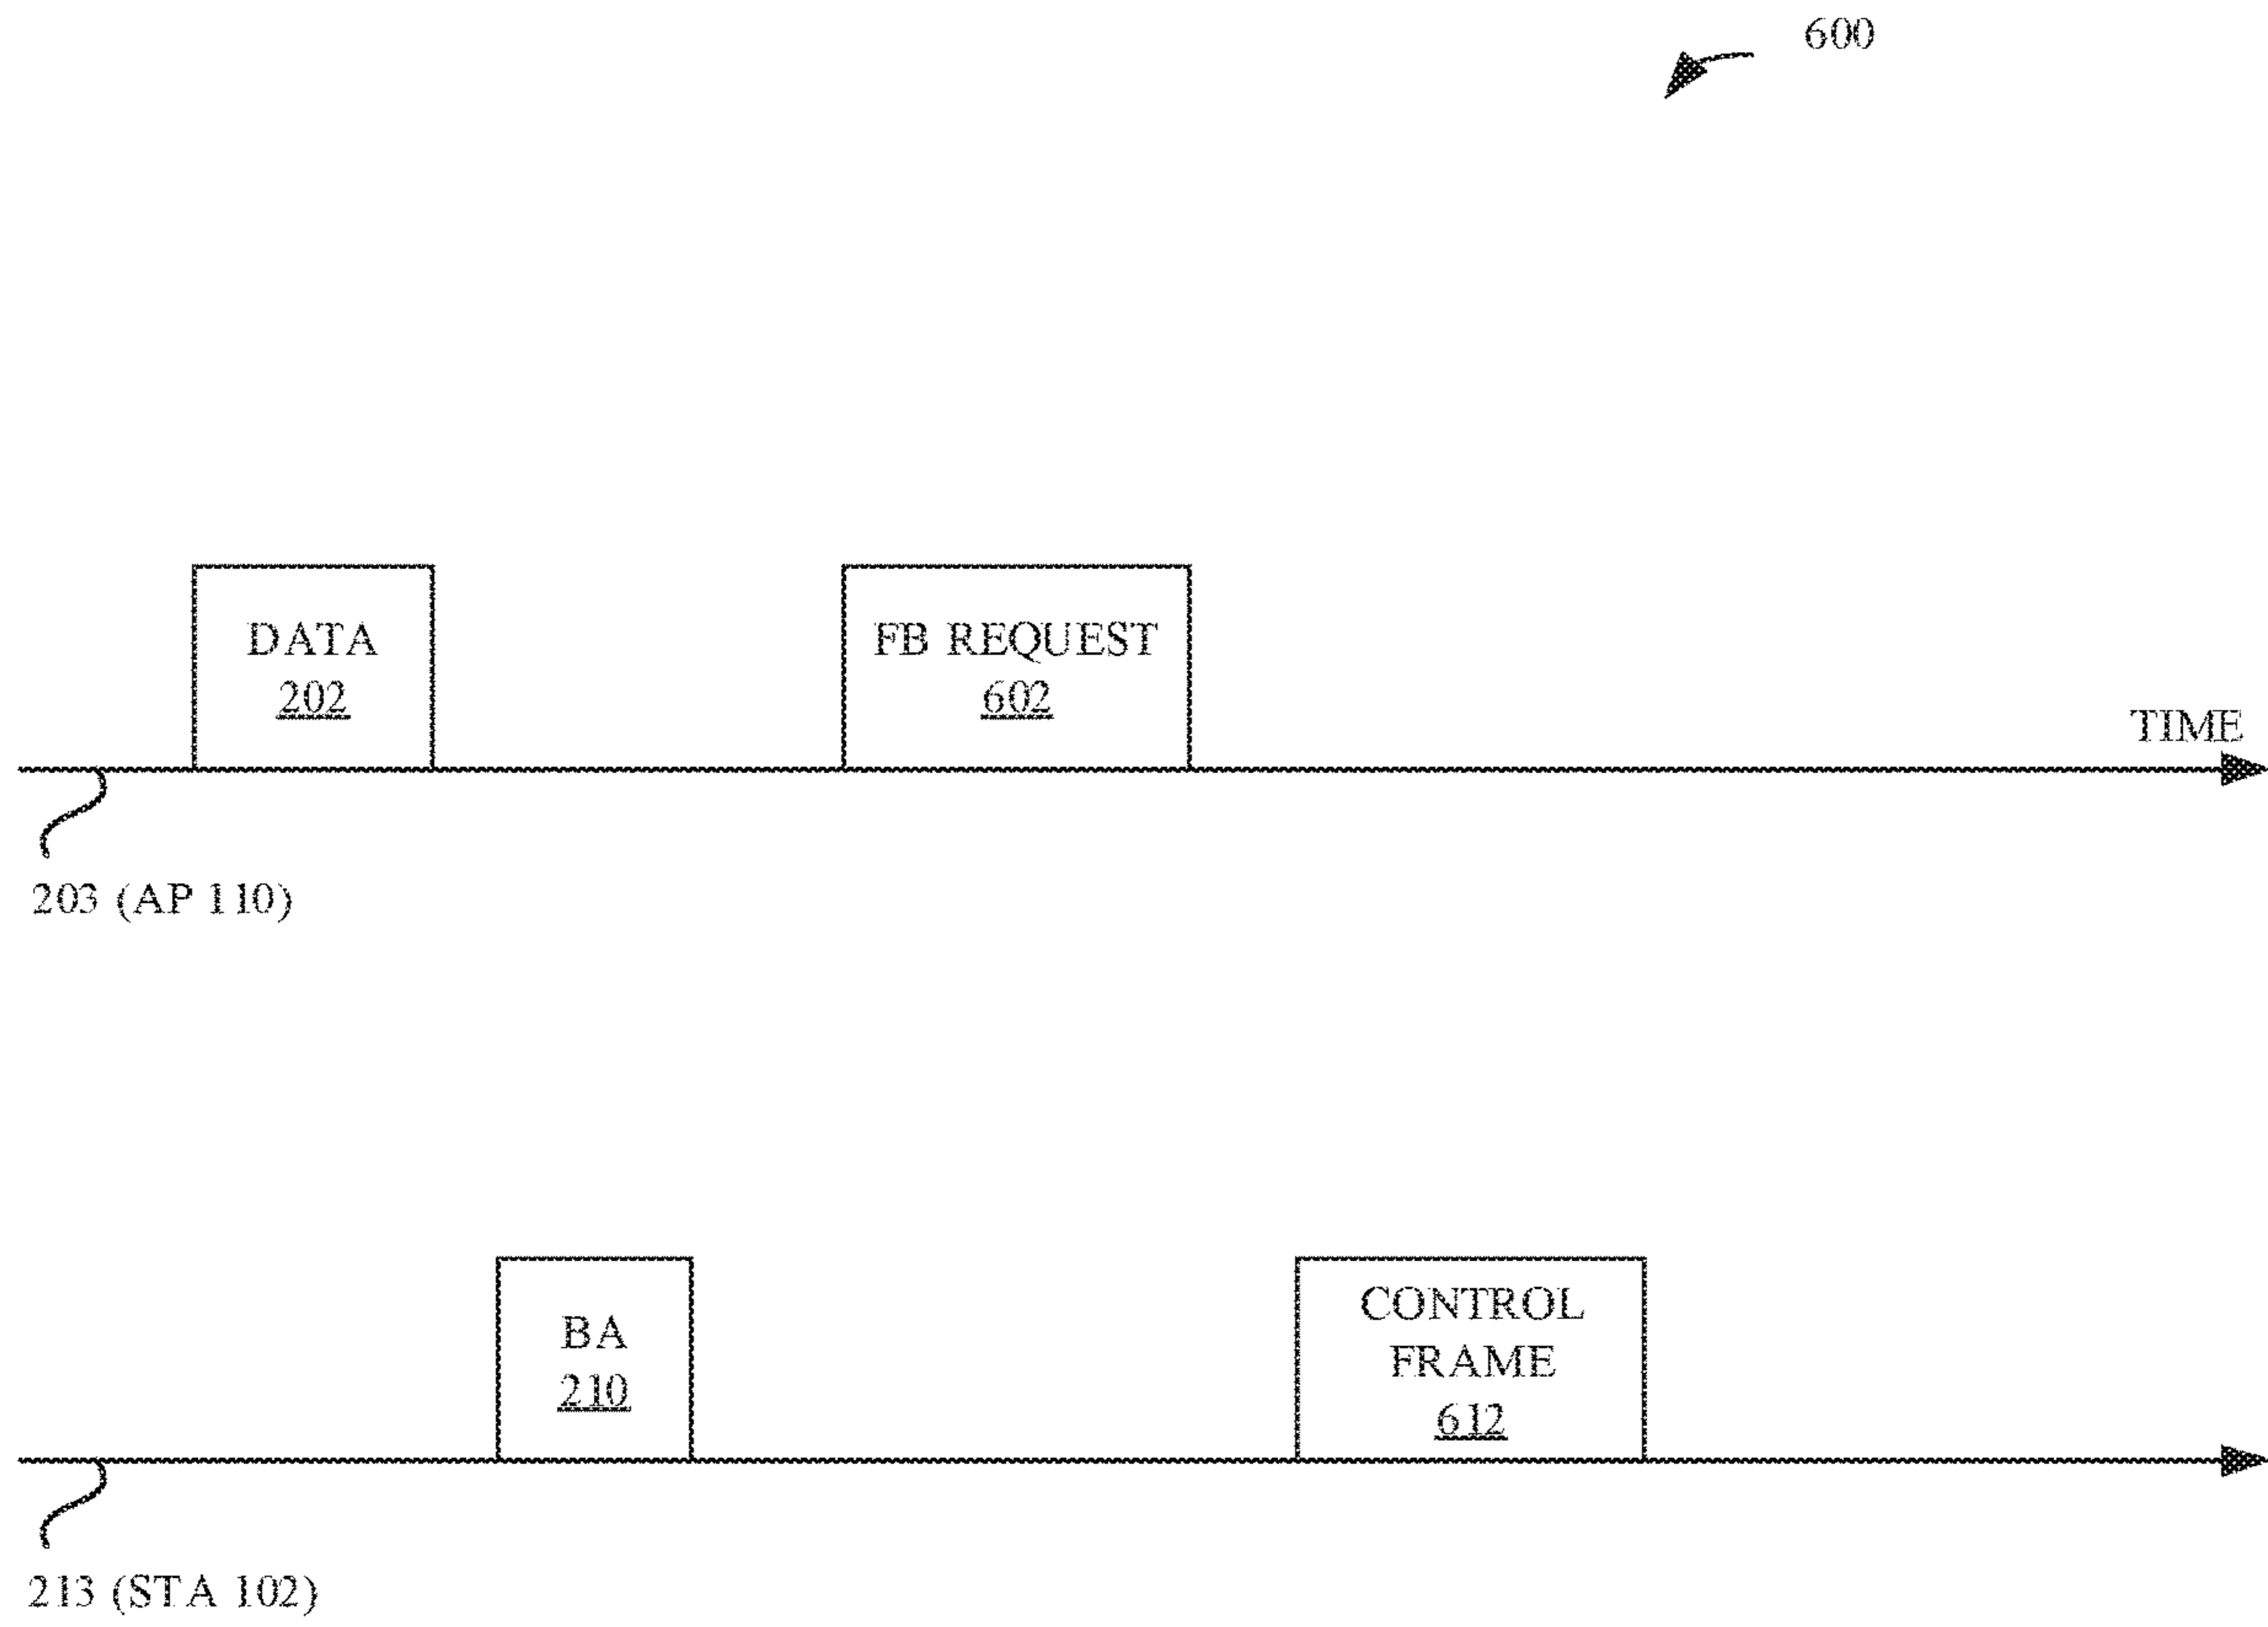 600
DATA
202
FB REQUEST
602
TIME
203 (AP 110)
BA
210
CONTROL
FRAME
612
213 (STA 102)